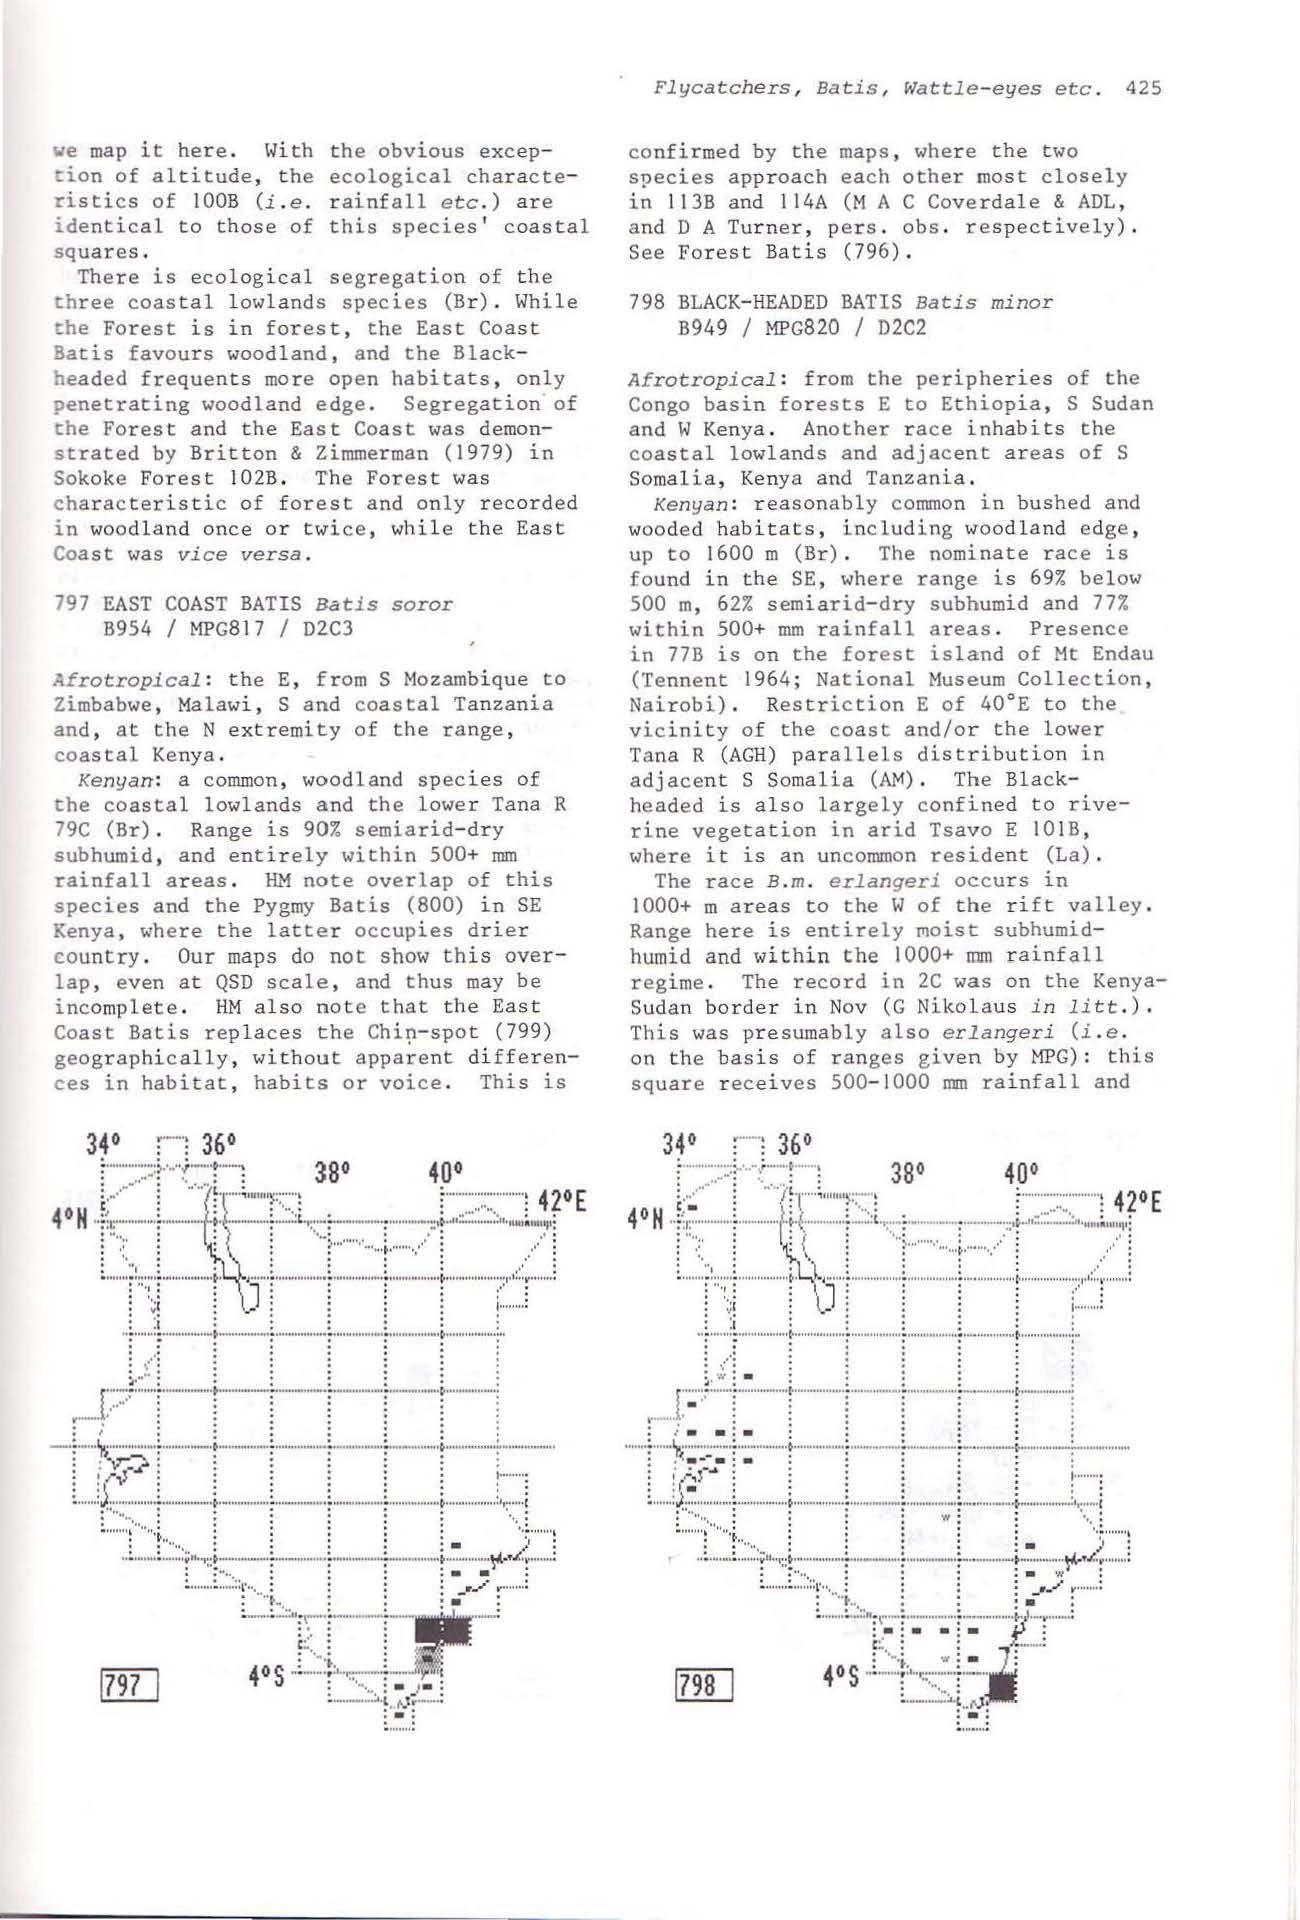 Flycatchers, Batis, Wattle-eyes etc. 425
we map it here. With the obvious excep-
tion of altitude, the ecological characte-
ristics of 100B (i.e. rainfall etc.) are
identical to those of this species' coastal
squares.
There is ecological segregation of the
three coastal lowlands species (Br). While
the Forest is in forest, the East Coast
Batis favours woodland, and the Black-
headed frequents more open habitats, only
penetrating woodland edge. Segregation of
the Forest and the East Coast was demon-
strated by Britton & Zimmerman (1979) in
Sokoke Forest 102B. The Forest was
characteristic of forest and only recorded
in woodland once or twice, while the East
Coast was vice versa.
797 EAST COAST BATIS Batis soror
B954 / MPG817 / D2C3
Afrotropical: the E, from S Mozambique to
Zimbabwe, Malawi, S and coastal Tanzania
and, at the N extremity of the range,
coastal Kenya.
Kenyan: a common, woodland species of
the coastal lowlands and the lower Tana R
79C (Br). Range is 90% semiarid-dry
subhumid, and entirely within 500+ mm
rainfall areas. HM note overlap of this
species and the Pygmy Batis (800) in SE
Kenya, where the latter occupies drier
country. Our maps do not show this over-
lap, even at QSD scale, and thus may be
incomplete. HM also note that the East
Coast Batis replaces the Chin-spot (799)
geographically, without apparent differen-
ces in habitat, habits or voice. This is
confirmed by the maps, where the two
species approach each other most closely
in 113B and 114A (M A C Coverdale & ADL,
and D A Turner, pers. obs. respectively).
See Forest Batis (796).
798 BLACK-HEADED BATIS Batis minor
B949 / MPG820 / D2C2
Afrotropical: from the peripheries of the
Congo basin forests E to Ethiopia, S Sudan
and W Kenya. Another race inhabits the
coastal lowlands and adjacent areas of S
Somalia, Kenya and Tanzania.
Kenyan: reasonably common in bushed and
wooded habitats, including woodland edge,
up to 1600 m (Br). The nominate race is
found in the SE, where range is 69% below
500 m, 62% semiarid-dry subhumid and 77%
within 500+ mm rainfall areas. Presence
in 77B is on the forest island of Mt Endau
(Tennent 1964; National Museum Collection,
Nairobi). Restriction E of 40°E to the
vicinity of the coast and/or the lower
Tana R (AGH) parallels distribution in
adjacent S Somalia (AM). The Black-
headed is also largely confined to rive-
rine vegetation in arid Tsavo E 101B,
where it is an uncommon resident (La).
The race B.m. erlangeri occurs in
1000+ m areas to the W of the rift valley.
Range here is entirely moist subhumid-
humid and within the 1000+ mm rainfall
regime. The record in 2C was on the Kenya-
Sudan border in Nov (G Nikolaus in litt.).
This was presumably also erlangeri (i.e.
on the basis of ranges given by MPG): this
square receives 500-1000 mm rainfall and
34° 36°
38° 40°
42°E
4°N
4°S
797
34° 36°
38° 40°
42°E
4°N
w
w
w
w
4°S
798